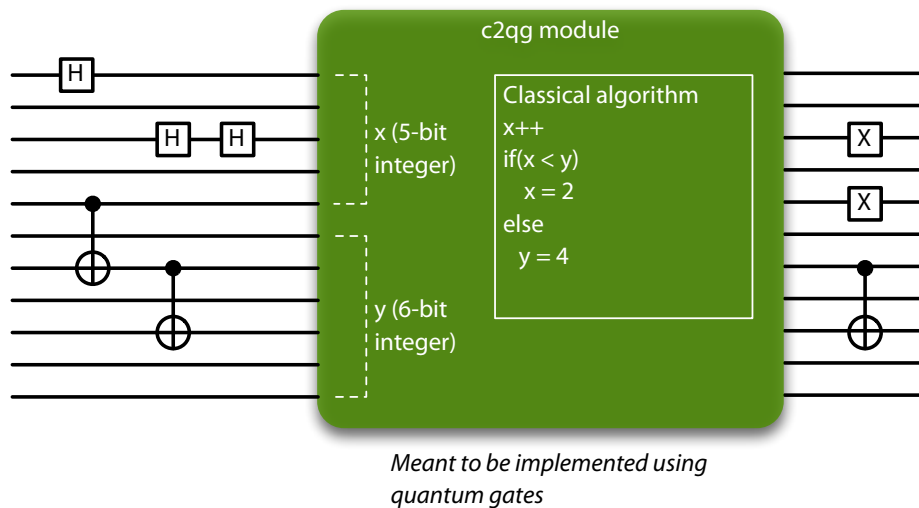 c2qg module
H
H
H
x (5-bit
integer)
y (6-bit
integer)
Classical algorithm
x++
if(x < y)
x = 2
else
y = 4
X
X
Meant to be implemented using
quantum gates